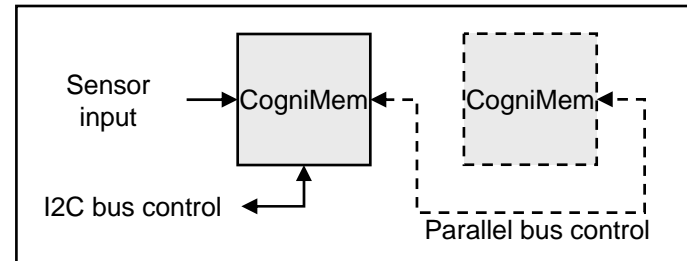 Sensor
input
CogniMem
CogniMem
I2C bus control
Parallel bus control